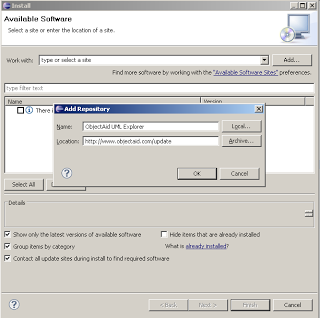 Install
Available Software
Select a site or enter the location of a site.
Work with: type or select a site Add...
Find more software by working with the "Available Software Sites" preferences.
type filter text
Name Version
There i
Add Repository
Name: ObjectAid UML Explorer Local...
Location: http://www.objectaid.com/update Archive...
? OK Cancel
Select All
Details
Show only the latest versions of available software Hide items that are already installed
Group items by category What is already installed?
Contact all update sites during install to find required software
? < Back Next > Finish Cancel